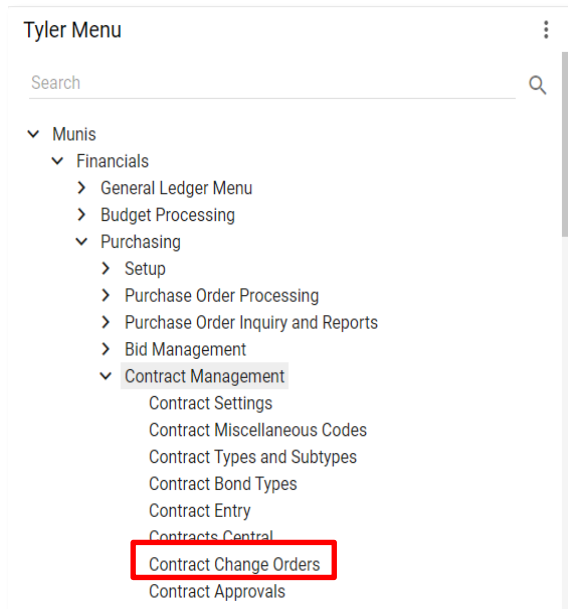 Tyler Menu
Search
Munis
Financials
General Ledger Menu
Budget Processing
Purchasing
Setup
Purchase Order Processing
Purchase Order Inquiry and Reports
Bid Management
Contract Management
Contract Settings
Contract Miscellaneous Codes
Contract Types and Subtypes
Contract Bond Types
Contract Entry
Contracts Central
Contract Change Orders
Contract Approvals